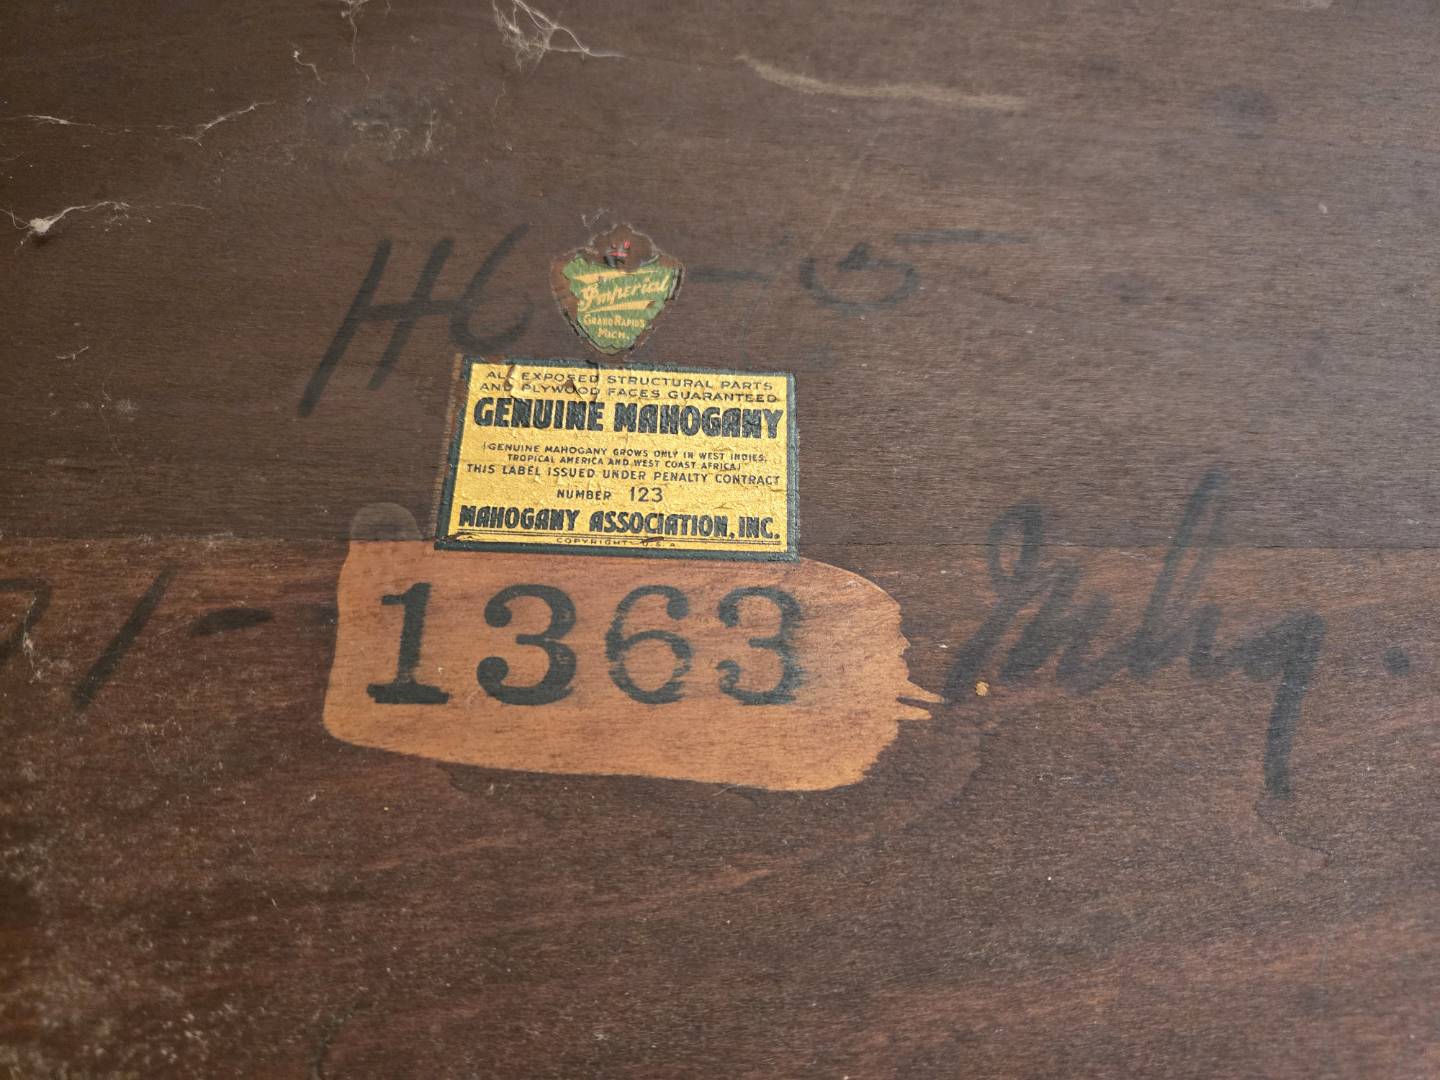 H6 - 5
Imperial
GRAND RAPIDS
MICH.
ALL EXPOSED STRUCTURAL PARTS
AND PLYWOOD FACES GUARANTEED
GENUINE MAHOGANY
(GENUINE MAHOGANY GROWS ONLY IN WEST INDIES,
TROPICAL AMERICA AND WEST COAST AFRICA)
THIS LABEL ISSUED UNDER PENALTY CONTRACT
NUMBER 123
MAHOGANY ASSOCIATION, INC.
COPYRIGHT U.S.A.
1363